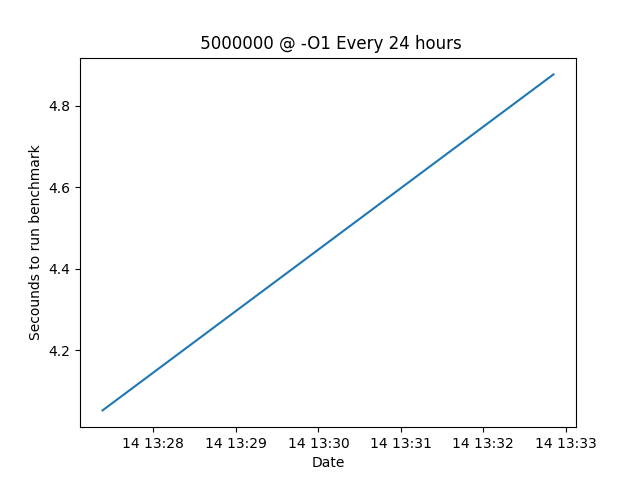 5000000 @ -O1 Every 24 hours
Secounds to run benchmark
4.8
4.6
4.4
4.2
14 13:28 14 13:29 14 13:30 14 13:31 14 13:32 14 13:33
Date